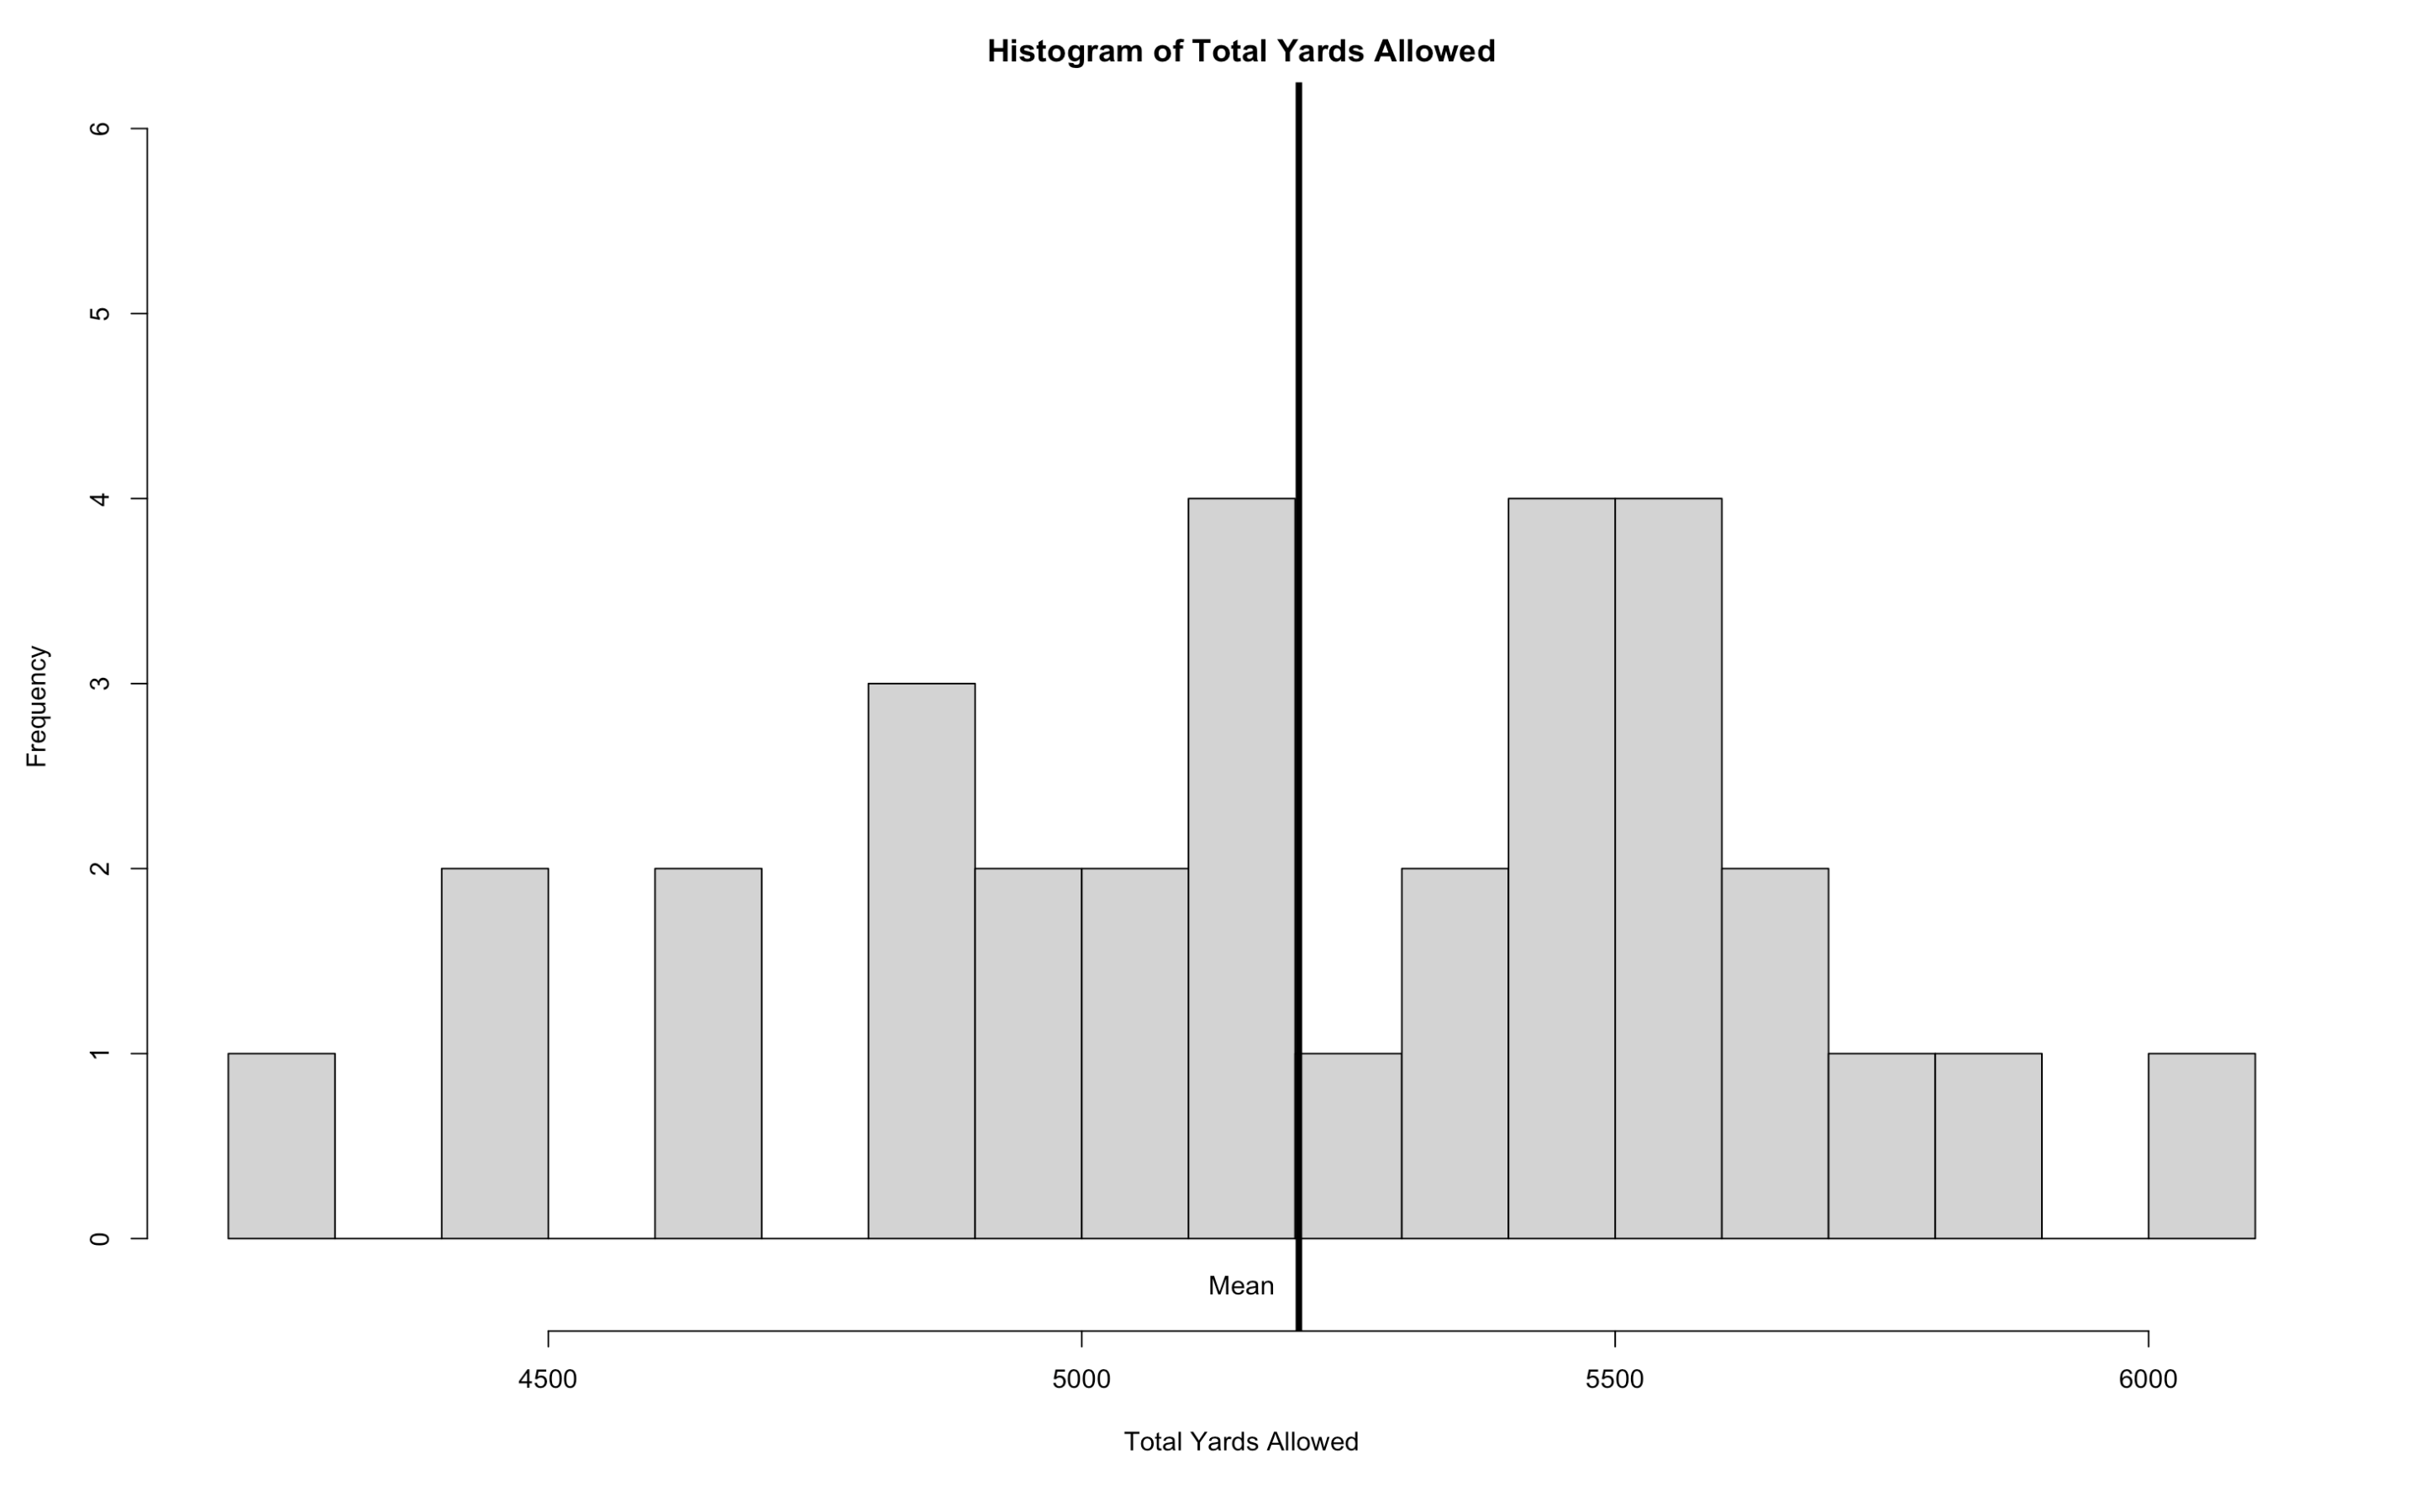 Histogram of Total Yards Allowed
Frequency
6
5
4
3
2
1
0
Mean
4500 5000 5500 6000
Total Yards Allowed